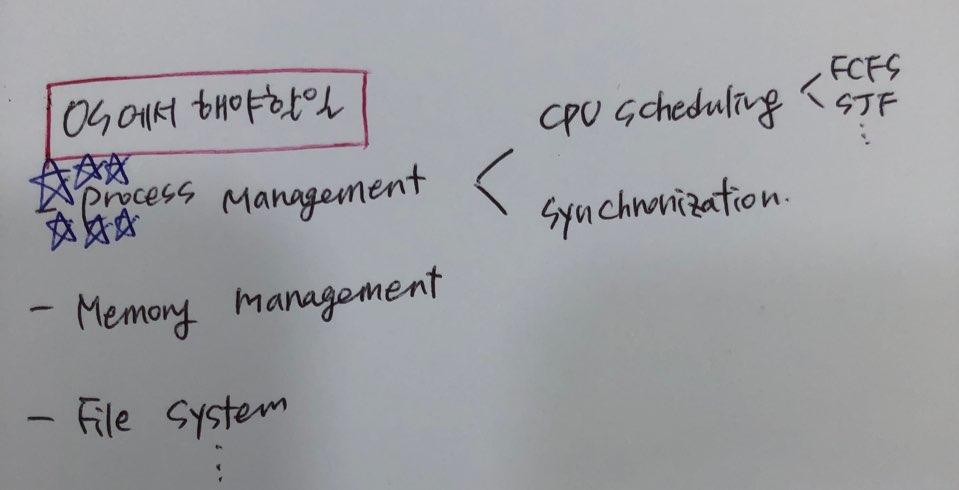 OS에서 해야할일
Process Management
CPU Scheduling
FCFS
SJF
Synchronization.
- Memory Management
- File System